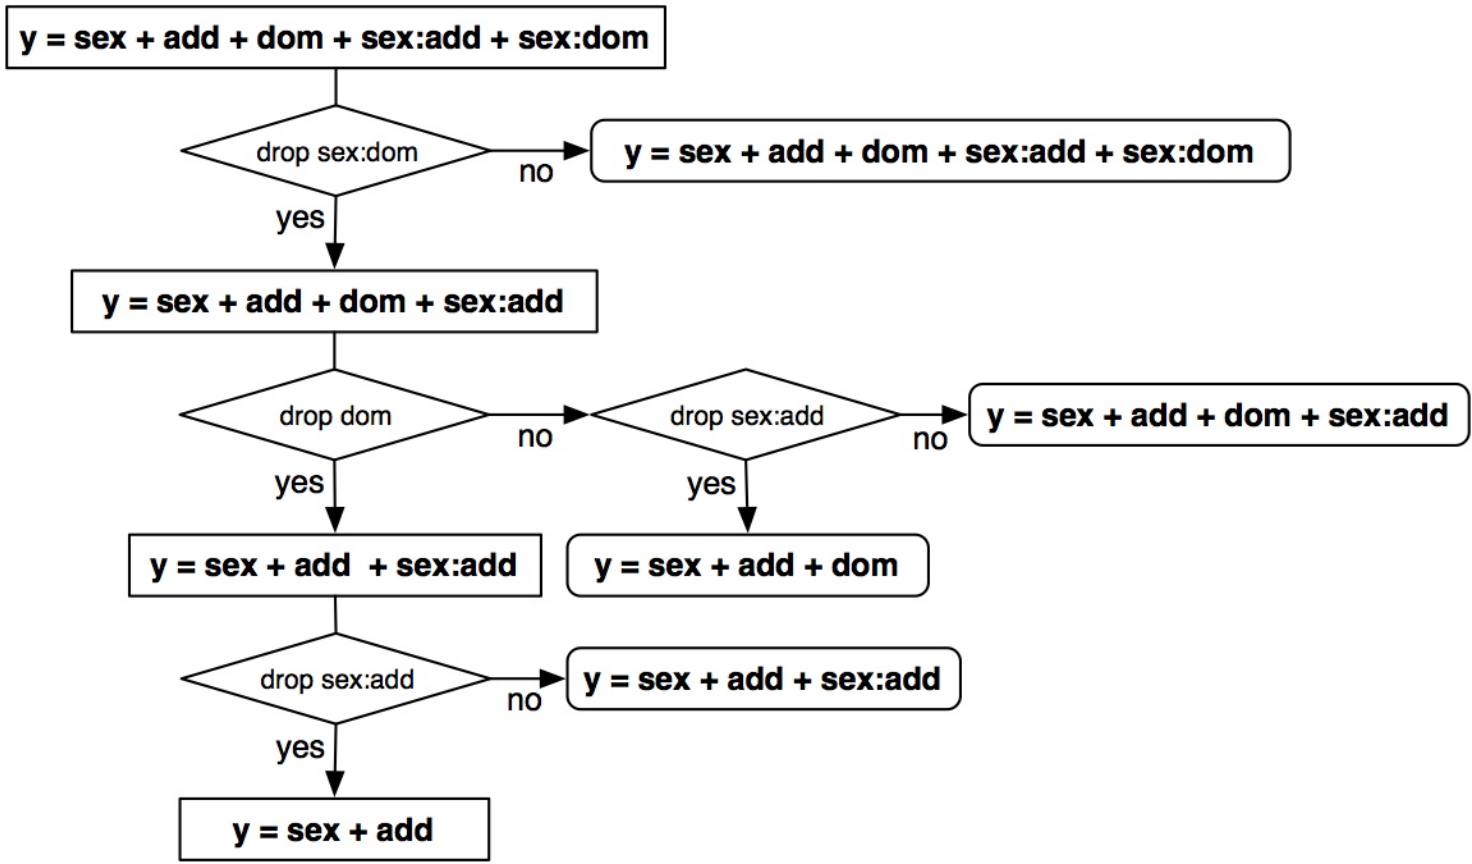 y = sex + add + dom + sex:add + sex:dom
drop sex:dom
no
y = sex + add + dom + sex:add + sex:dom
yes
y = sex + add + dom + sex:add
drop dom
no
drop sex:add
no
y = sex + add + dom + sex:add
yes
yes
y = sex + add + sex:add
y = sex + add + dom
drop sex:add
no
y = sex + add + sex:add
yes
y = sex + add